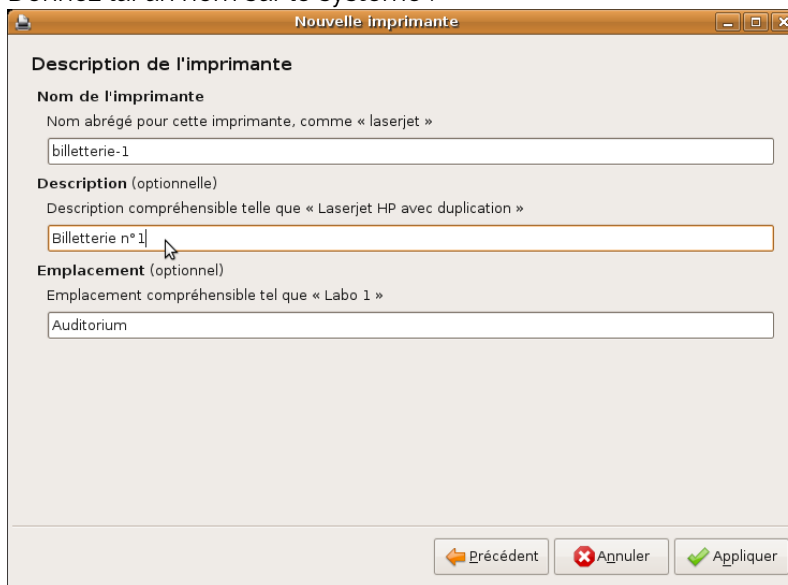 Nouvelle imprimante
Description de l'imprimante
Nom de l'imprimante
Nom abrégé pour cette imprimante, comme « laserjet »
billetterie-1
Description (optionnelle)
Description compréhensible telle que « Laserjet HP avec duplication »
Billetterie n°1
Emplacement (optionnel)
Emplacement compréhensible tel que « Labo 1 »
Auditorium
Précédent
Annuler
Appliquer